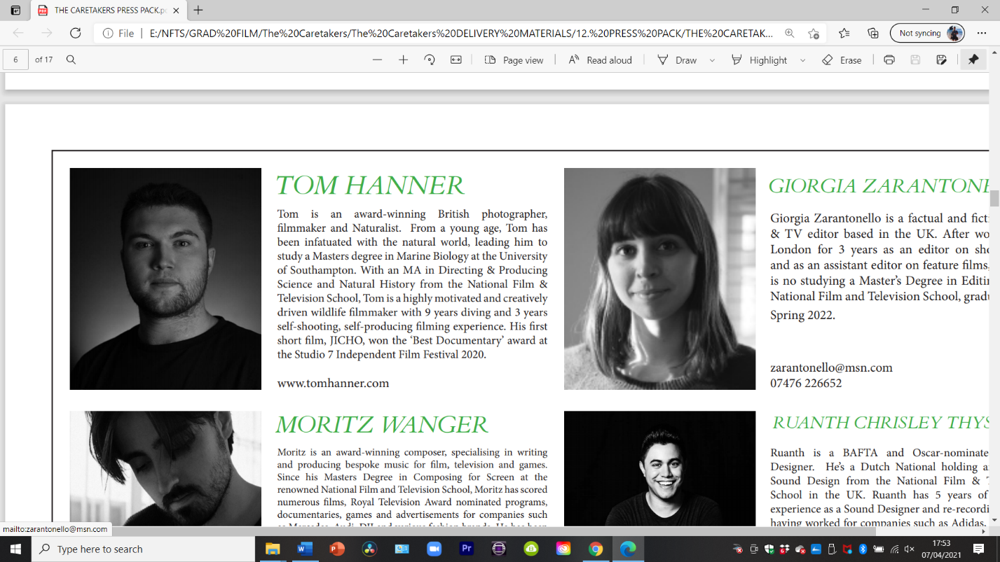 THE CARETAKERS PRESS PACK.p
File
E:/NFTS/GRAD%20FILM/The%20Caretakers/The%20Caretakers%20DELIVERY%20MATERIALS/12.%20PRESS%20PACK/THE%20CARETAK...
Not syncing
6 of 17
Page view
Read aloud
Draw
Highlight
Erase
TOM HANNER
Tom is an award-winning British photographer,
filmmaker and Naturalist. From a young age, Tom has
been infatuated with the natural world, leading him to
study a Masters degree in Marine Biology at the University
of Southampton. With an MA in Directing & Producing
Science and Natural History from the National Film &
Television School, Tom is a highly motivated and creatively
driven wildlife filmmaker with 9 years diving and 3 years
self-shooting, self-producing filming experience. His first
short film, JICHO, won the ‘Best Documentary’ award at
the Studio 7 Independent Film Festival 2020.
www.tomhanner.com
GIORGIA ZARANTONE
Giorgia Zarantonello is a factual and ficti
& TV editor based in the UK. After wo
London for 3 years as an editor on sho
and as an assistant editor on feature films,
is no studying a Master’s Degree in Editin
National Film and Television School, gradu
Spring 2022.
zarantonello@msn.com
07476 226652
MORITZ WANGER
Moritz is an award-winning composer, specialising in writing
and producing bespoke music for film, television and games.
Since his Masters Degree in Composing for Screen at the
renowned National Film and Television School, Moritz has scored
numerous films, Royal Television Award nominated programs,
documentaries, games and advertisements for companies such
as Mercedes, Audi, DJI and various fashion brands. He has been
RUANTH CHRISLEY THYS
Ruanth is a BAFTA and Oscar-nominate
Designer. He’s a Dutch National holding a
Sound Design from the National Film & T
School in the UK. Ruanth has 5 years of
experience as a Sound Designer and re-recordi
having worked for companies such as Adidas,
mailto:zarantonello@msn.com
Type here to search
17:53
07/04/2021